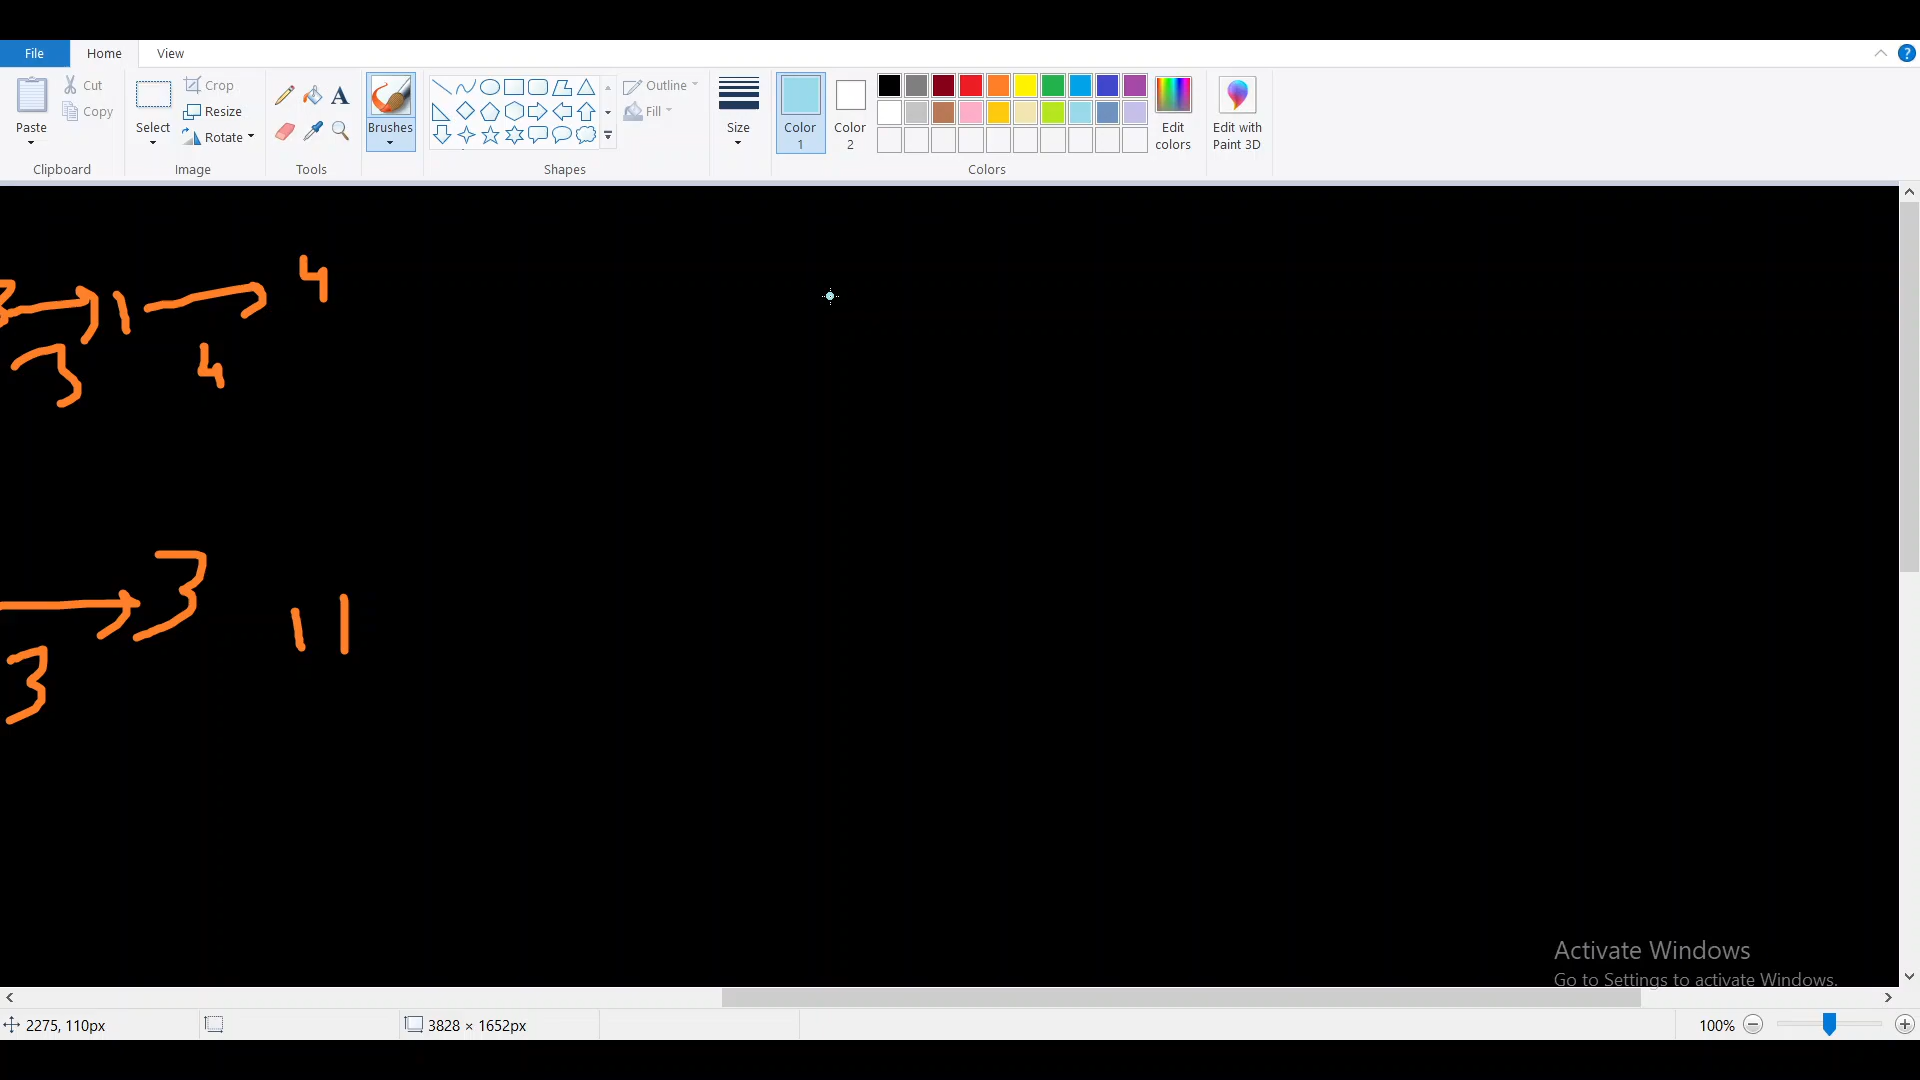 File Home View
Paste Cut Copy Select Crop Resize Rotate Brushes Outline Fill Size Color 1 Color 2 Edit colors Edit with Paint 3D
Clipboard Image Tools Shapes Colors
1 4
3 4
3 11
3
Activate Windows
Go to Settings to activate Windows.
2275, 110px 3828 × 1652px 100%